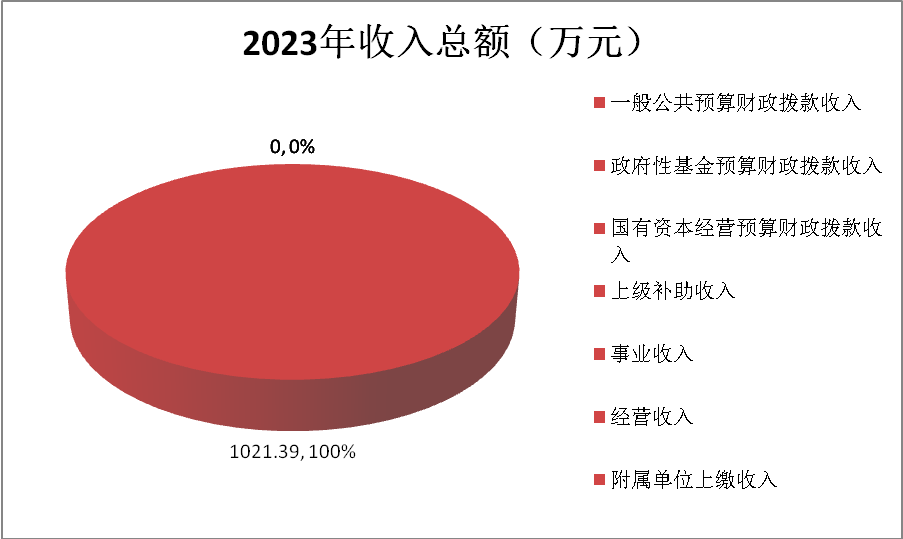 2023年收入总额（万元）
0,0%
1021.39,100%
一般公共预算财政拨款收入
政府性基金预算财政拨款收入
国有资本经营预算财政拨款收
入
上级补助收入
事业收入
经营收入
附属单位上缴收入